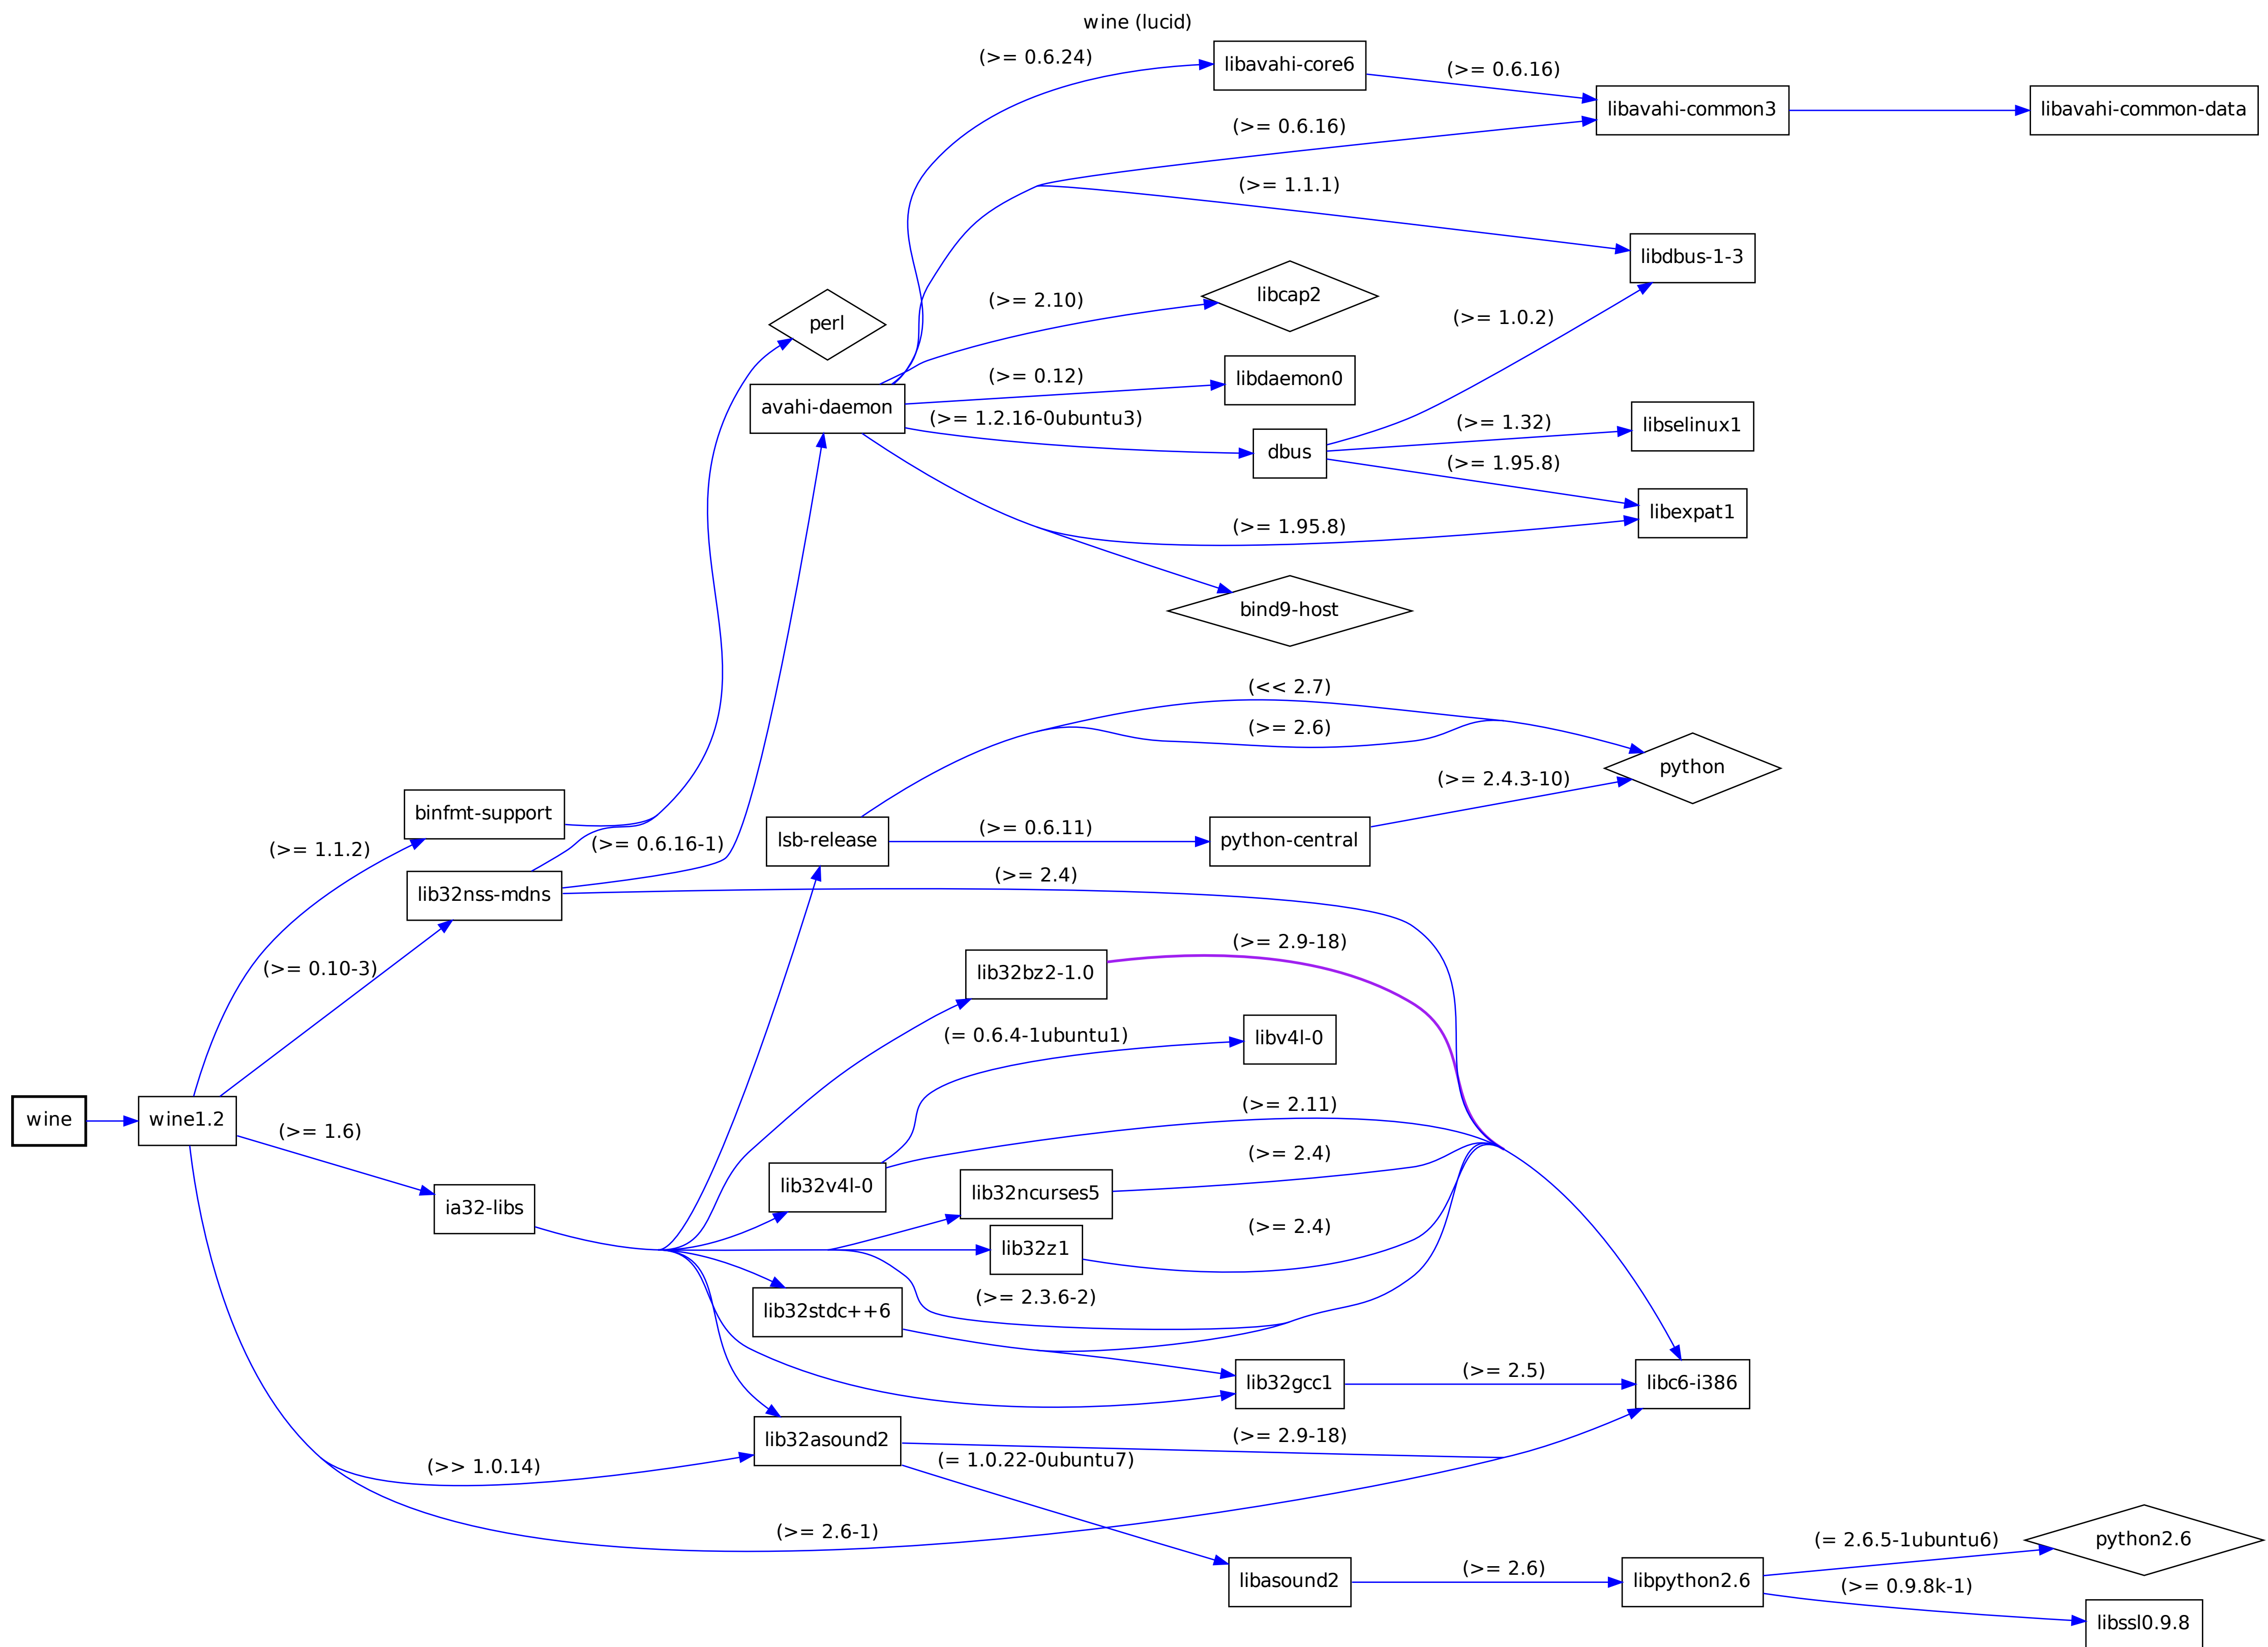 wine (lucid)
(>= 0.6.24)
libavahi-core6
(>= 0.6.16)
libavahi-common3
libavahi-common-data
(>= 0.6.16)
(>= 1.1.1)
libdbus-1-3
(>= 2.10)
libcap2
perl
(>= 1.0.2)
(>= 0.12)
libdaemon0
avahi-daemon
(>= 1.2.16-0ubuntu3)
dbus
(>= 1.32)
libselinux1
(>= 1.95.8)
libexpat1
(>= 1.95.8)
bind9-host
(<< 2.7)
(>= 2.6)
python
(>= 2.4.3-10)
binfmt-support
(>= 1.1.2)
(>= 0.6.16-1)
lsb-release
(>= 0.6.11)
python-central
lib32nss-mdns
(>= 2.4)
(>= 0.10-3)
lib32bz2-1.0
(>= 2.9-18)
(= 0.6.4-1ubuntu1)
libv4l-0
wine
wine1.2
(>= 1.6)
(>= 2.11)
lib32v4l-0
(>= 2.4)
lib32ncurses5
ia32-libs
(>= 2.4)
lib32z1
(>= 2.3.6-2)
lib32stdc++6
lib32gcc1
(>= 2.5)
libc6-i386
lib32asound2
(>= 2.9-18)
(>> 1.0.14)
(= 1.0.22-0ubuntu7)
(>= 2.6-1)
libasound2
(>= 2.6)
libpython2.6
(= 2.6.5-1ubuntu6)
python2.6
(>= 0.9.8k-1)
libssl0.9.8